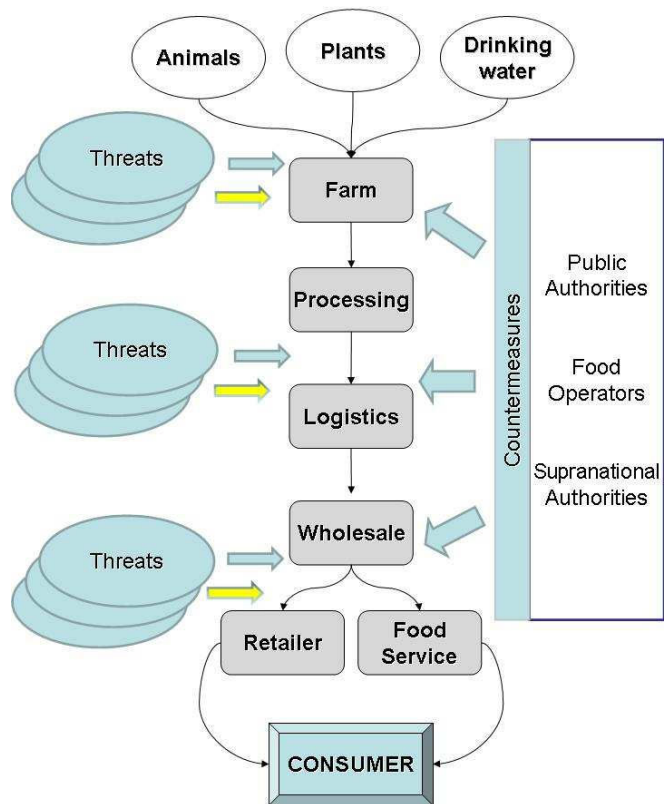 Animals
Plants
Drinking
water
Threats
Farm
Processing
Threats
Logistics
Threats
Wholesale
Retailer
Food
Service
CONSUMER
Countermeasures
Public
Authorities
Food
Operators
Supranational
Authorities